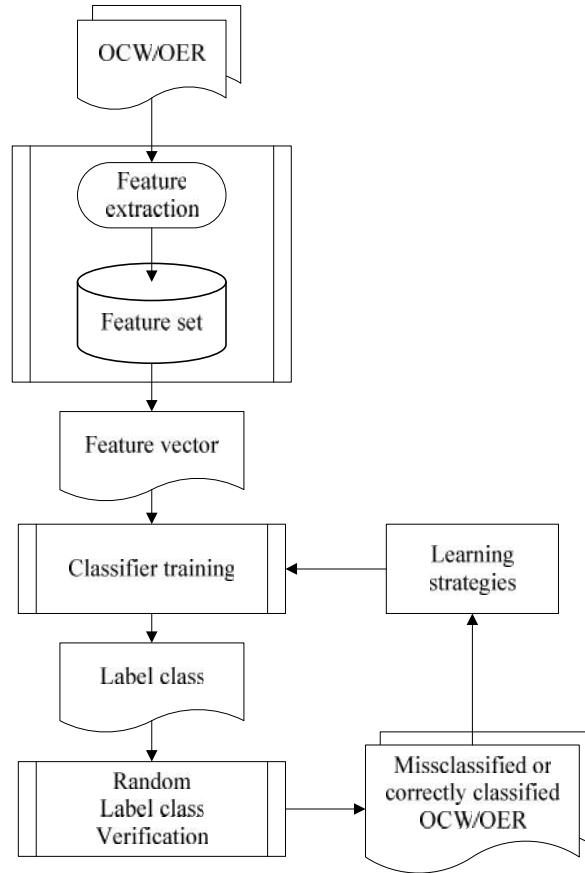 OCW/OER
Feature
extraction
Feature set
Feature vector
Classifier training
Learning
strategies
Label class
Random
Label class
Verification
Missclassified or
correctly classified
OCW/OER